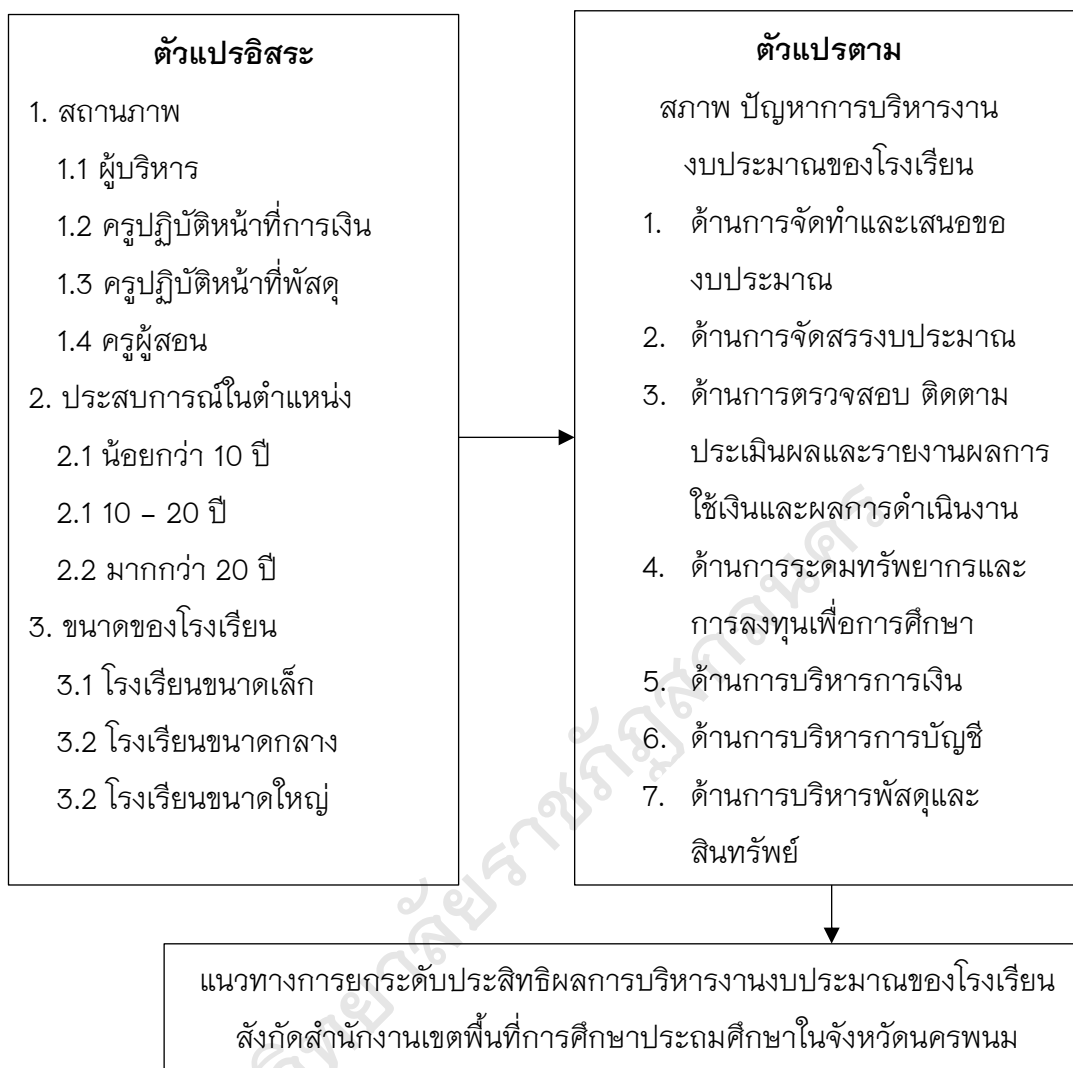 ตัวแปรอิสระ
1. สถานภาพ
1.1 ผู้บริหาร
1.2 ครูปฏิบัติหน้าที่การเงิน
1.3 ครูปฏิบัติหน้าที่พัสดุ
1.4 ครูผู้สอน
2. ประสบการณ์ในตำแหน่ง
2.1 น้อยกว่า 10 ปี
2.1 10 – 20 ปี
2.2 มากกว่า 20 ปี
3. ขนาดของโรงเรียน
3.1 โรงเรียนขนาดเล็ก
3.2 โรงเรียนขนาดกลาง
3.2 โรงเรียนขนาดใหญ่
ตัวแปรตาม
สภาพ ปัญหาการบริหารงาน
งบประมาณของโรงเรียน
1. ด้านการจัดทำและเสนอขอ
งบประมาณ
2. ด้านการจัดสรรงบประมาณ
3. ด้านการตรวจสอบ ติดตาม
ประเมินผลและรายงานผลการ
ใช้เงินและผลการดำเนินงาน
4. ด้านการระดมทรัพยากรและ
การลงทุนเพื่อการศึกษา
5. ด้านการบริหารการเงิน
6. ด้านการบริหารการบัญชี
7. ด้านการบริหารพัสดุและ
สินทรัพย์
แนวทางการยกระดับประสิทธิผลการบริหารงานงบประมาณของโรงเรียน
สังกัดสำนักงานเขตพื้นที่การศึกษาประถมศึกษาในจังหวัดนครพนม